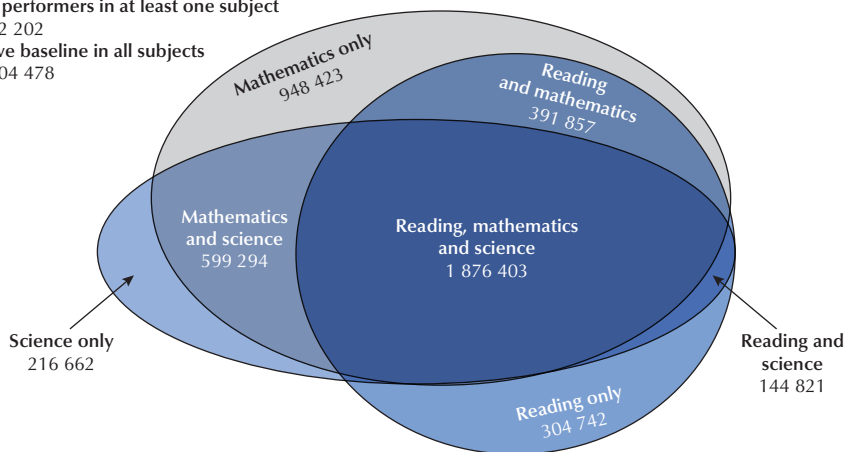 performers in at least one subject
2 202
ve baseline in all subjects
04 478
Mathematics only
948 423
Reading
and mathematics
391 857
Mathematics
and science
599 294
Reading, mathematics
and science
1 876 403
Science only
216 662
Reading and
science
144 821
Reading only
304 742